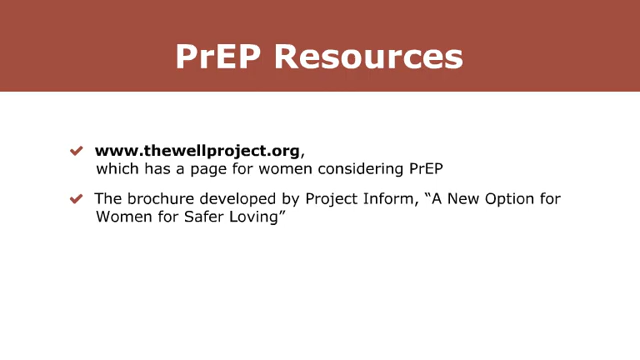 PrEP Resources
www.thewellproject.org,
which has a page for women considering PrEP
The brochure developed by Project Inform, “A New Option for
Women for Safer Loving”